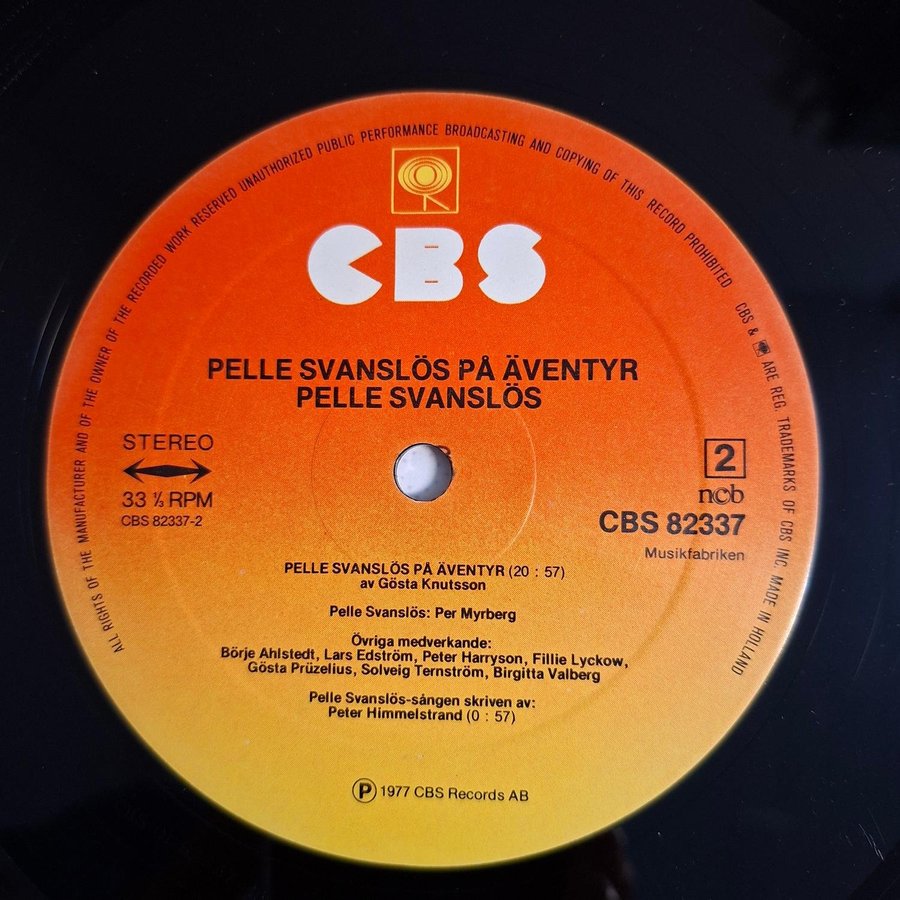 ALL RIGHTS OF THE MANUFACTURER AND OF THE OWNER OF THE RECORDED WORK RESERVED UNAUTHORIZED PUBLIC PERFORMANCE BROADCASTING AND COPYING OF THIS RECORD PROHIBITED
CBS & ARE REG. TRADEMARKS OF CBS INC. MADE IN HOLLAND
CBS
PELLE SVANSLÖS PÅ ÄVENTYR
PELLE SVANSLÖS
STEREO
33 ⅓ RPM
CBS 82337-2
2
ncb
CBS 82337
Musikfabriken
PELLE SVANSLÖS PÅ ÄVENTYR (20 : 57)
av Gösta Knutsson
Pelle Svanslös: Per Myrberg
Övriga medverkande:
Börje Ahlstedt, Lars Edström, Peter Harryson, Fillie Lyckow,
Gösta Prüzelius, Solveig Ternström, Birgitta Valberg
Pelle Svanslös-sången skriven av:
Peter Himmelstrand (0 : 57)
℗ 1977 CBS Records AB